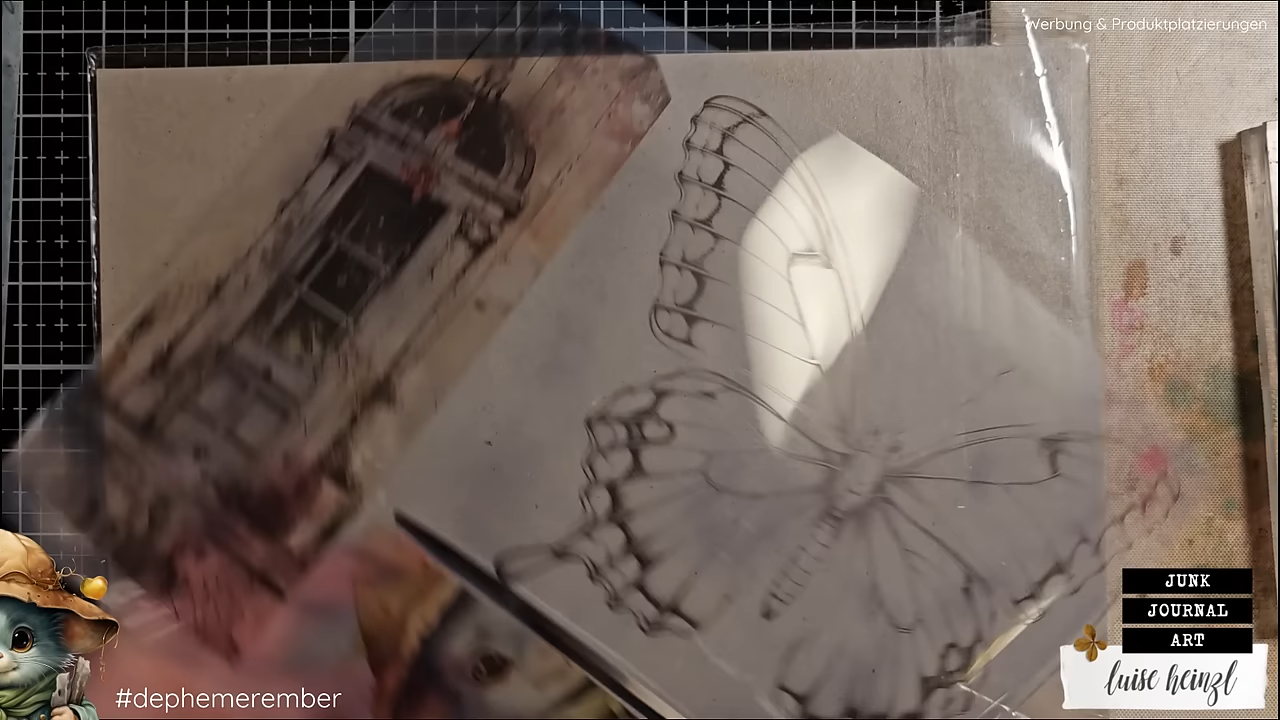 Werbung & Produktplatzierungen
JUNK
JOURNAL
ART
luise heinzl
#dephemerember